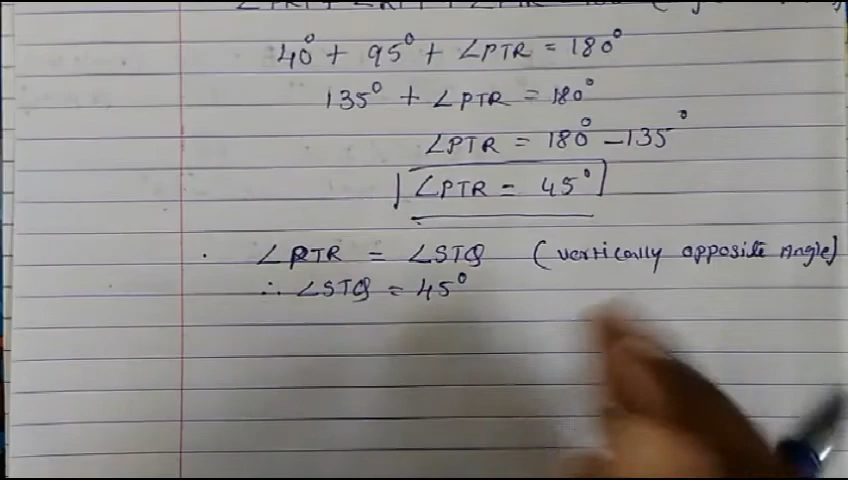 40° + 95° + ∠PTR = 180°
135° + ∠PTR = 180°
∠PTR = 180° - 135°
∠PTR = 45°
∠PTR = ∠STQ (vertically opposite Angle)
∴ ∠STQ = 45°